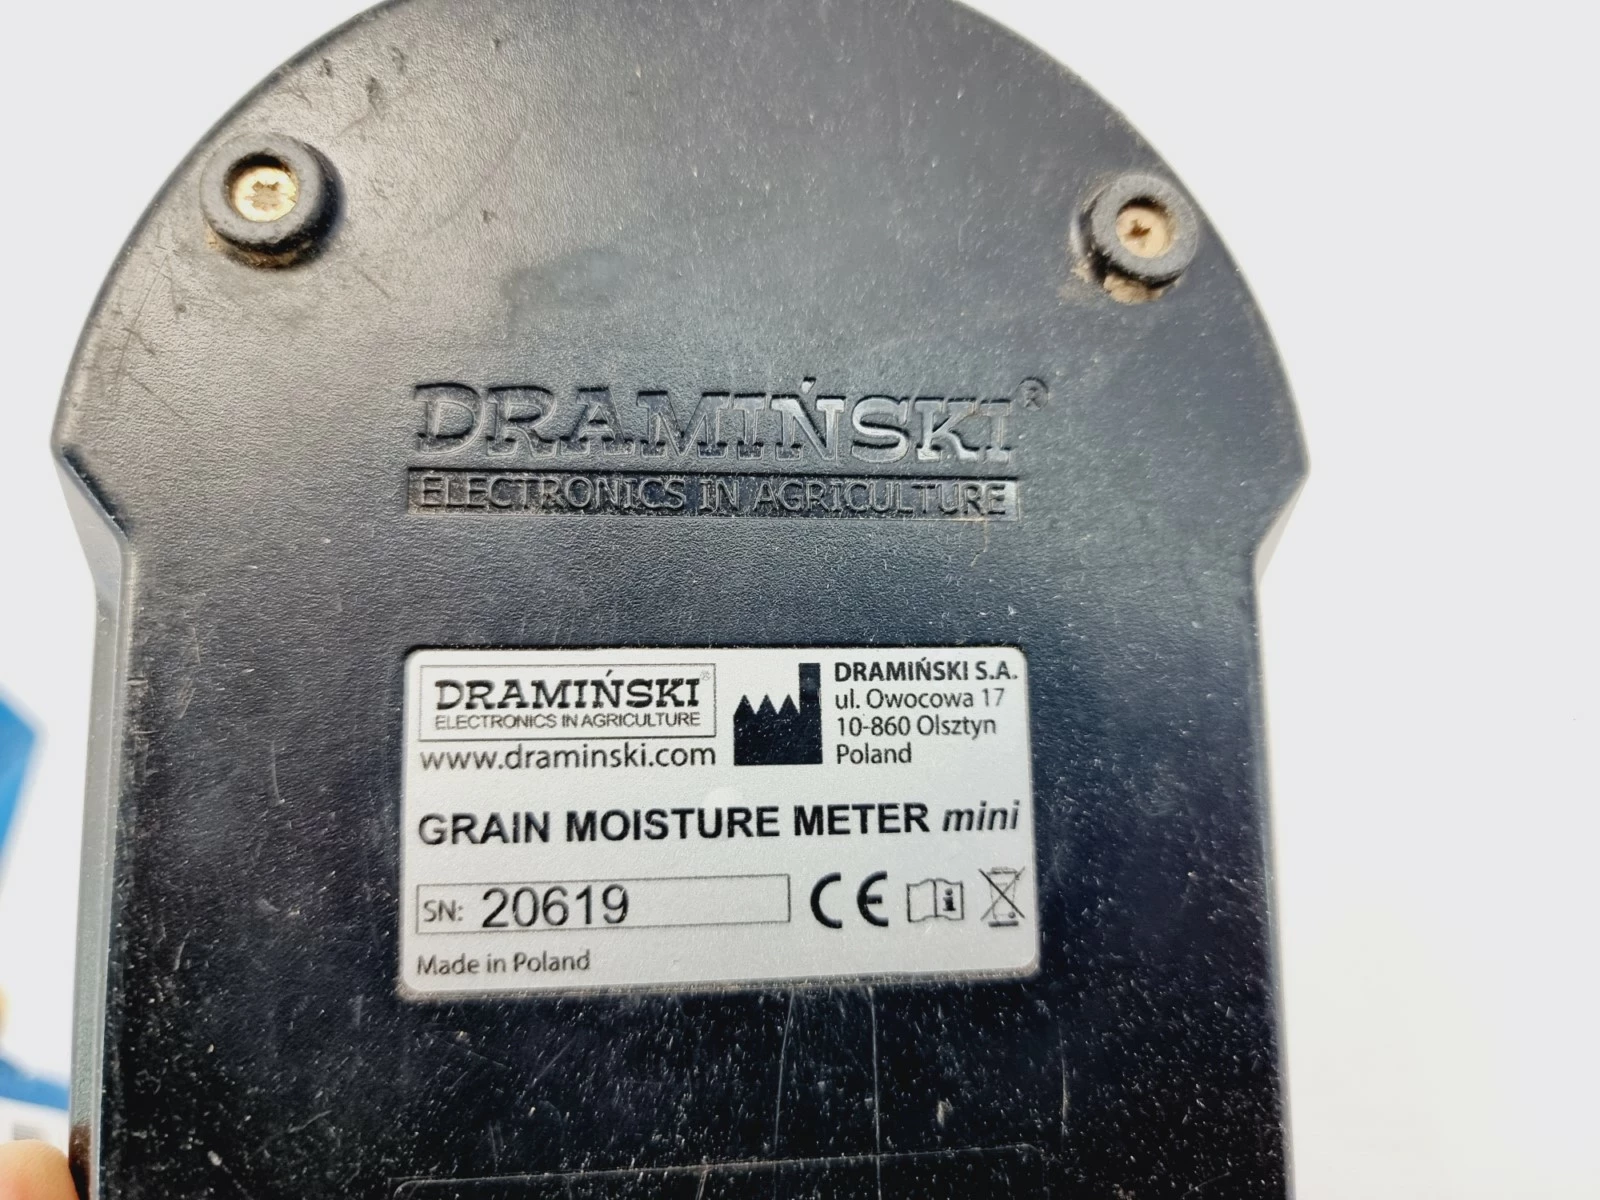 DRAMIŃSKI®
ELECTRONICS IN AGRICULTURE
DRAMIŃSKI®
ELECTRONICS IN AGRICULTURE
www.draminski.com
DRAMIŃSKI S.A.
ul. Owocowa 17
10-860 Olsztyn
Poland
GRAIN MOISTURE METER mini
SN: 20619
CE
i
Made in Poland